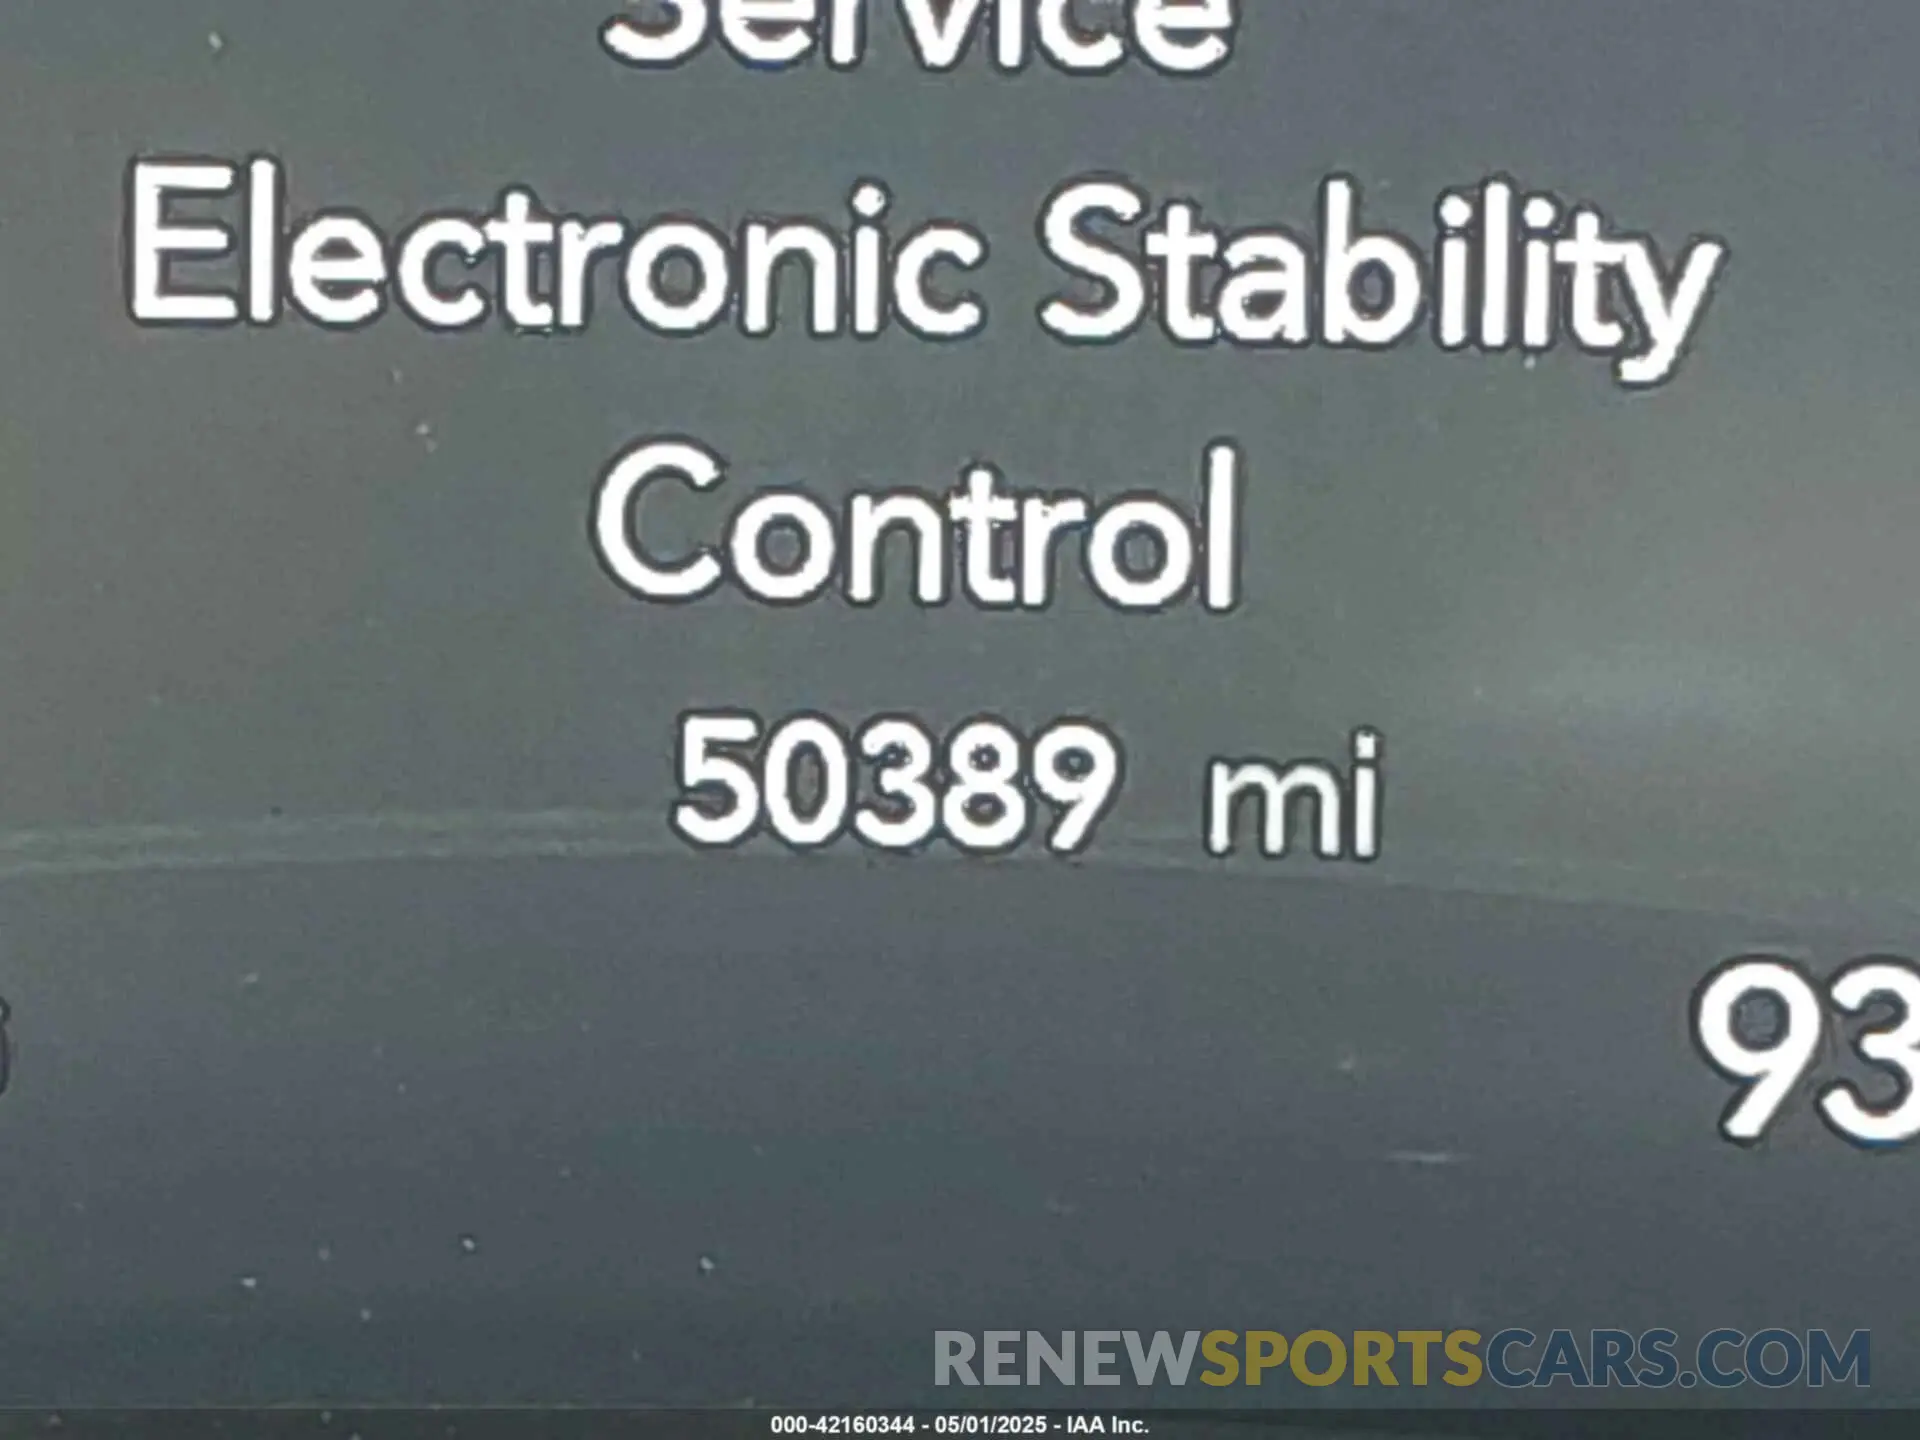 Service
Electronic Stability
Control
50389 mi
93
RENEWSPORTSCARS.COM
000-42160344 - 05/01/2025 - IAA Inc.